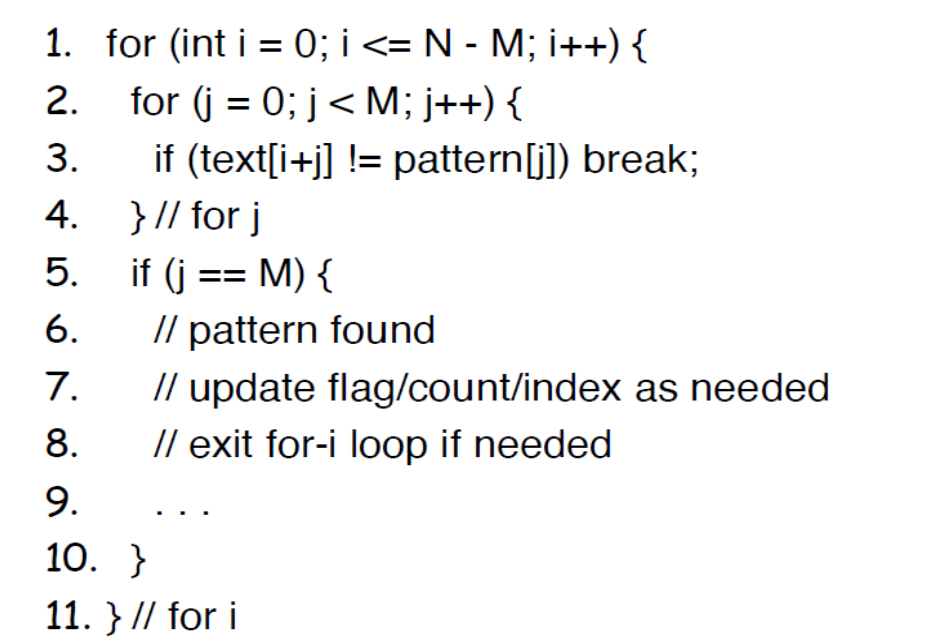 1. for (int i = 0; i <= N - M; i++) {
2. for (j = 0; j < M; j++) {
3. if (text[i+j] != pattern[j]) break;
4. } // for j
5. if (j == M) {
6. // pattern found
7. // update flag/count/index as needed
8. // exit for-i loop if needed
9. . . .
10. }
11. } // for i